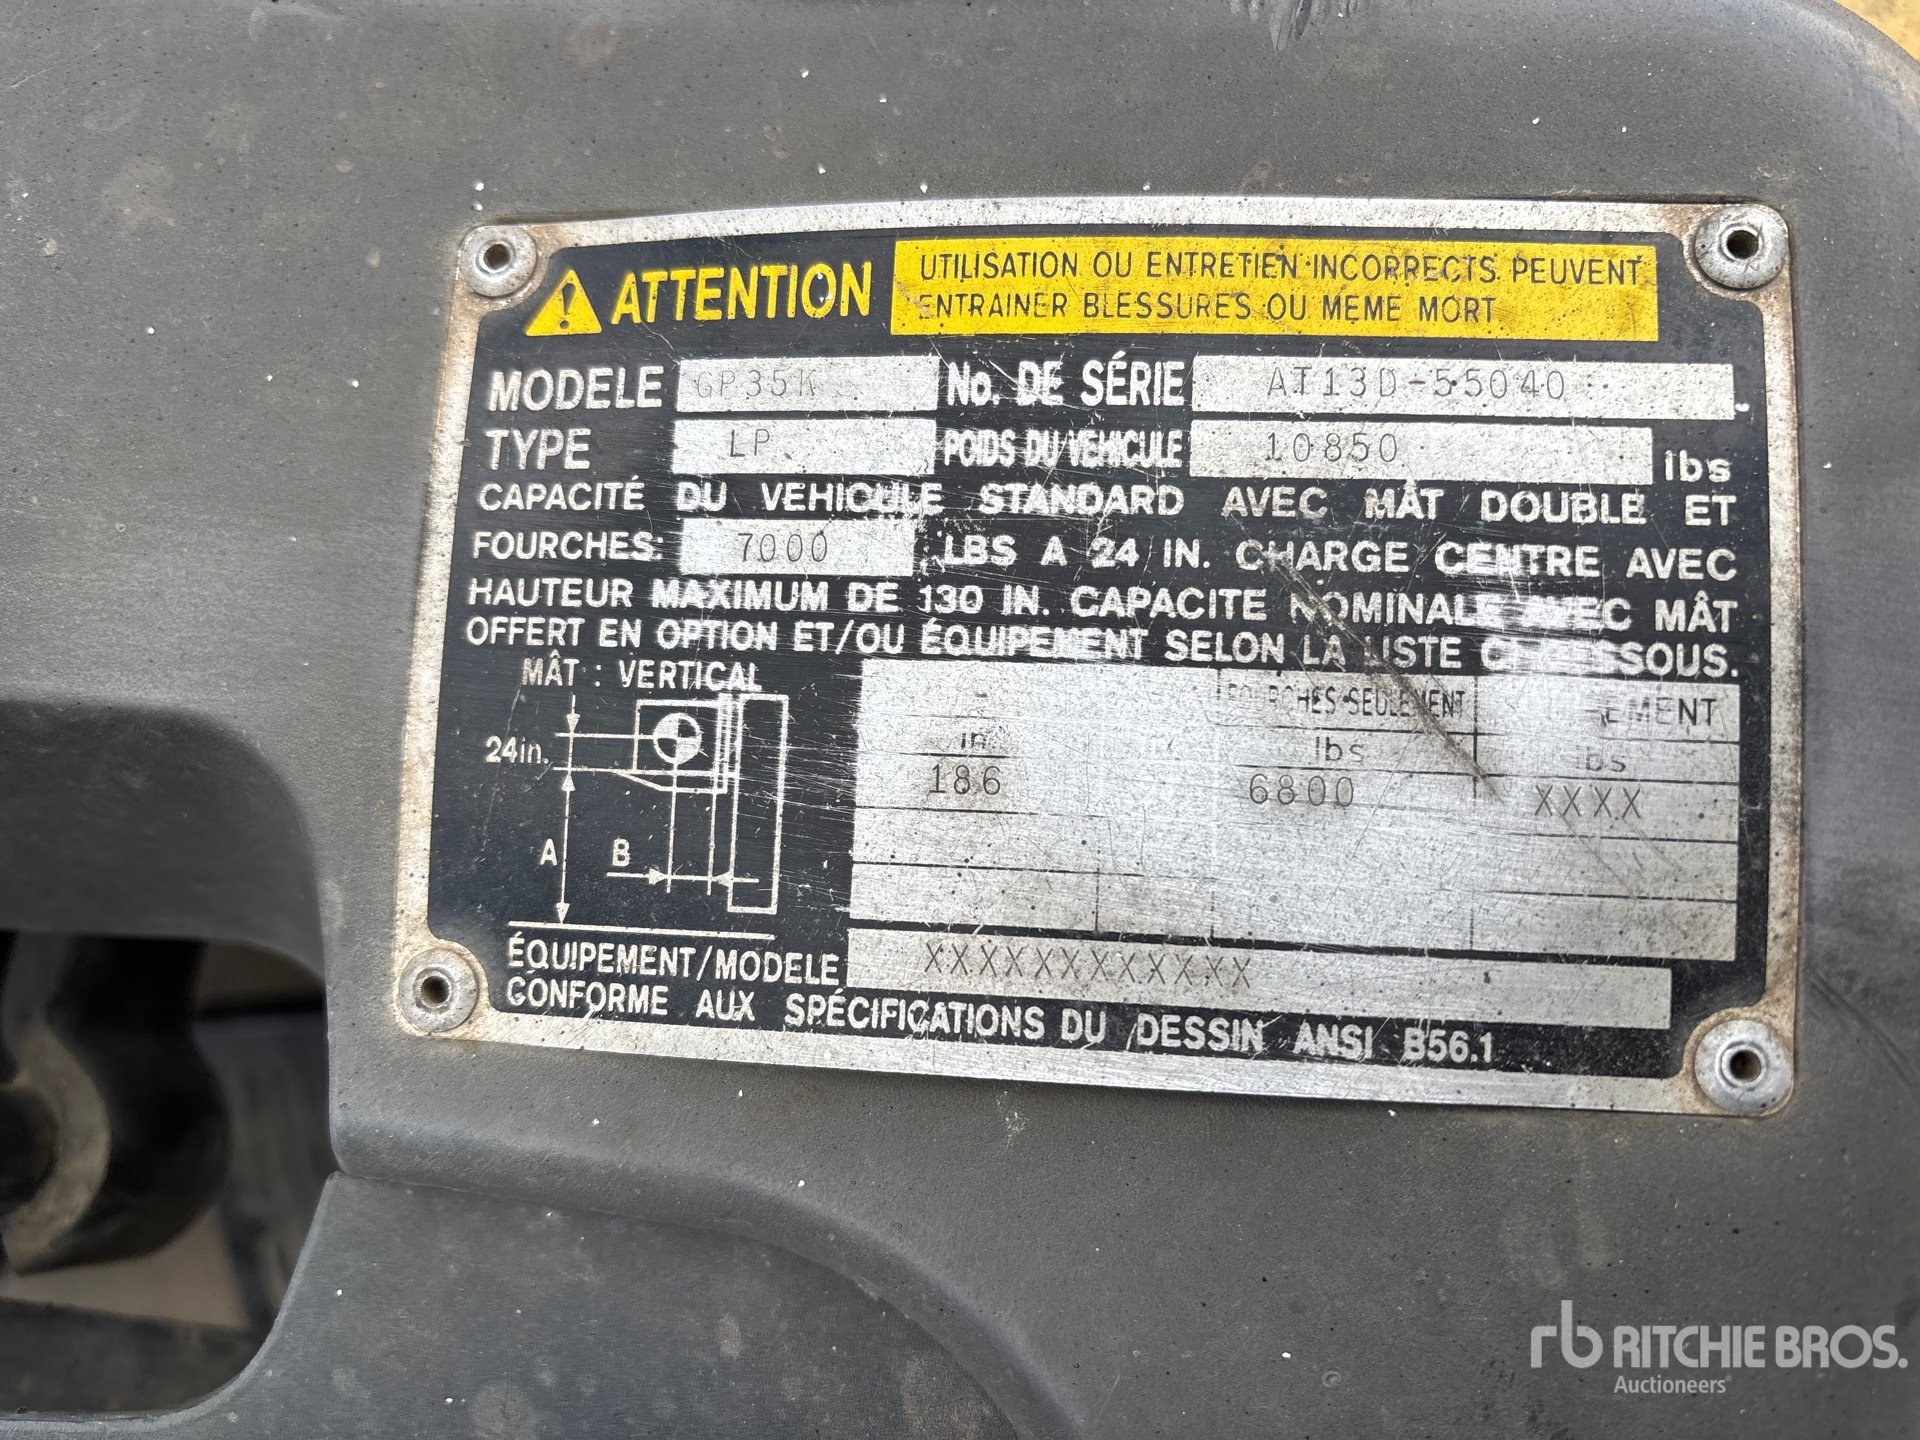 ATTENTION
UTILISATION OU ENTRETIEN INCORRECTS PEUVENT
ENTRAINER BLESSURES OU MEME MORT
MODELE GP35K No. DE SÉRIE AT13D-55040
TYPE LP POIDS DU VEHICULE 10850 lbs
CAPACITÉ DU VEHICULE STANDARD AVEC MÂT DOUBLE ET
FOURCHES: 7000 LBS A 24 IN. CHARGE CENTRE AVEC
HAUTEUR MAXIMUM DE 130 IN. CAPACITE NOMINALE AVEC MÂT
OFFERT EN OPTION ET/OU ÉQUIPEMENT SELON LA LISTE CI-DESSOUS.
MÂT : VERTICAL
FOURCHES SEULEMENT
in lbs lbs
24in. 186 6800 XXXX
A B
ÉQUIPEMENT/MODELE XXXXXXXXXXXX
CONFORME AUX SPÉCIFICATIONS DU DESSIN ANSI B56.1
rb RITCHIE BROS.
Auctioneers